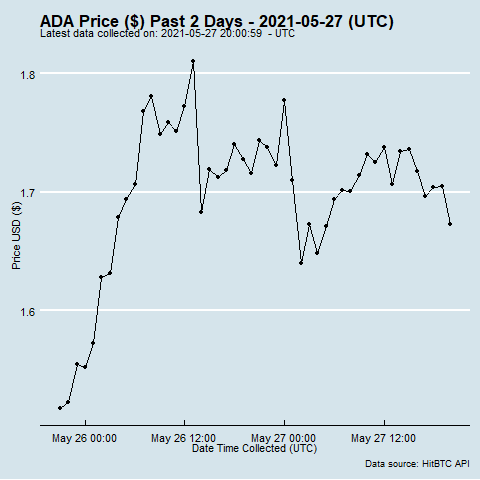 ADA Price ($) Past 2 Days - 2021-05-27 (UTC)
Latest data collected on: 2021-05-27 20:00:59 - UTC
1.8
1.7
1.6
Price USD ($)
May 26 00:00 May 26 12:00 May 27 00:00 May 27 12:00
Date Time Collected (UTC)
Data source: HitBTC API